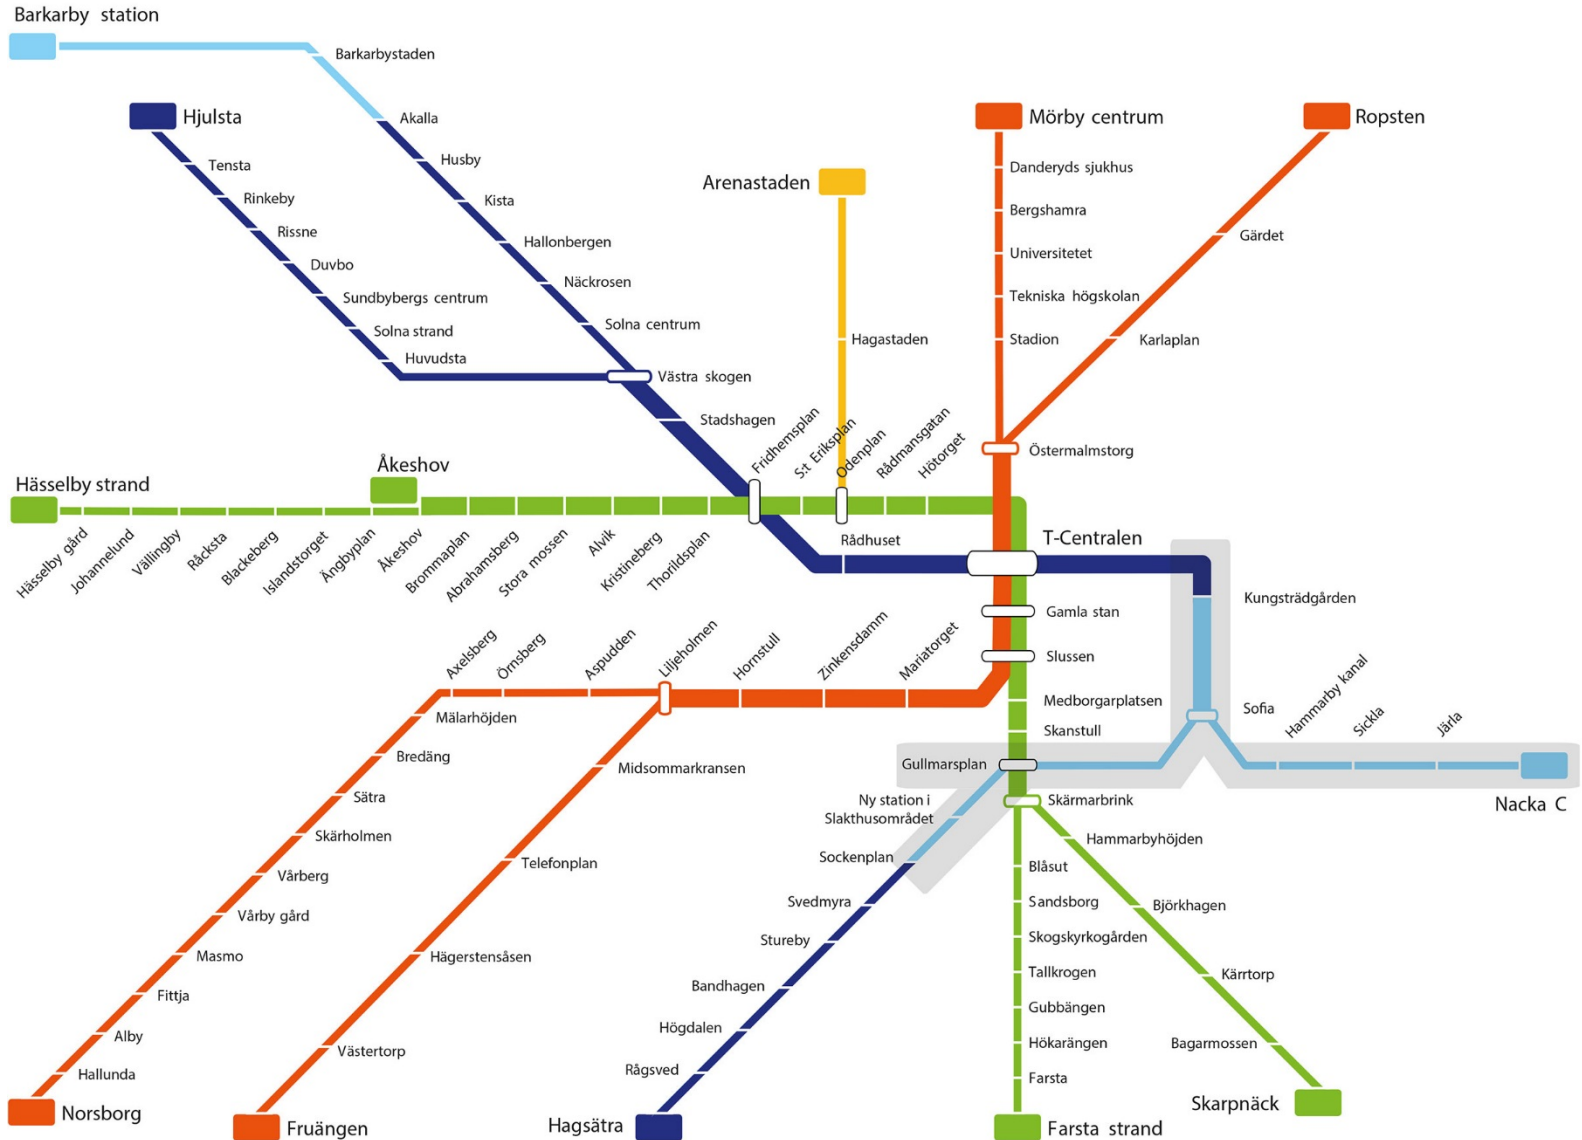 Barkarby station
Barkarbystaden
Hjulsta
Akalla
Tensta
Husby
Rinkeby
Kista
Rissne
Hallonbergen
Duvbo
Näckrosen
Sundbybergs centrum
Solna centrum
Solna strand
Huvudsta
Västra skogen
Stadshagen
Arenastaden
Hagastaden
Mörby centrum
Danderyds sjukhus
Bergshamra
Universitetet
Tekniska högskolan
Stadion
Ropsten
Gärdet
Karlaplan
Östermalmstorg
Hässelby strand
Åkeshov
Hässelby gård
Johannelund
Vällingby
Råcksta
Blackeberg
Islandstorget
Ängbyplan
Åkeshov
Brommaplan
Abrahamsberg
Stora mossen
Alvik
Kristineberg
Thorildsplan
Fridhemsplan
S:t Eriksplan
Odenplan
Rådmansgatan
Hötorget
Rådhuset
T-Centralen
Kungsträdgården
Gamla stan
Slussen
Medborgarplatsen
Skanstull
Gullmarsplan
Skärmarbrink
Sofia
Hammarby kanal
Sickla
Järla
Nacka C
Axelsberg
Örnsberg
Aspudden
Liljeholmen
Hornstull
Zinkensdamm
Mariatorget
Mälarhöjden
Bredäng
Sätra
Skärholmen
Vårberg
Vårby gård
Masmo
Fittja
Alby
Hallunda
Norsborg
Midsommarkransen
Telefonplan
Hägerstensåsen
Västertorp
Fruängen
Ny station i
Slakthusområdet
Sockenplan
Svedmyra
Stureby
Bandhagen
Högdalen
Rågsved
Hagsätra
Blåsut
Sandsborg
Skogskyrkogården
Tallkrogen
Gubbängen
Hökarängen
Farsta
Farsta strand
Hammarbyhöjden
Björkhagen
Kärrtorp
Bagarmossen
Skarpnäck